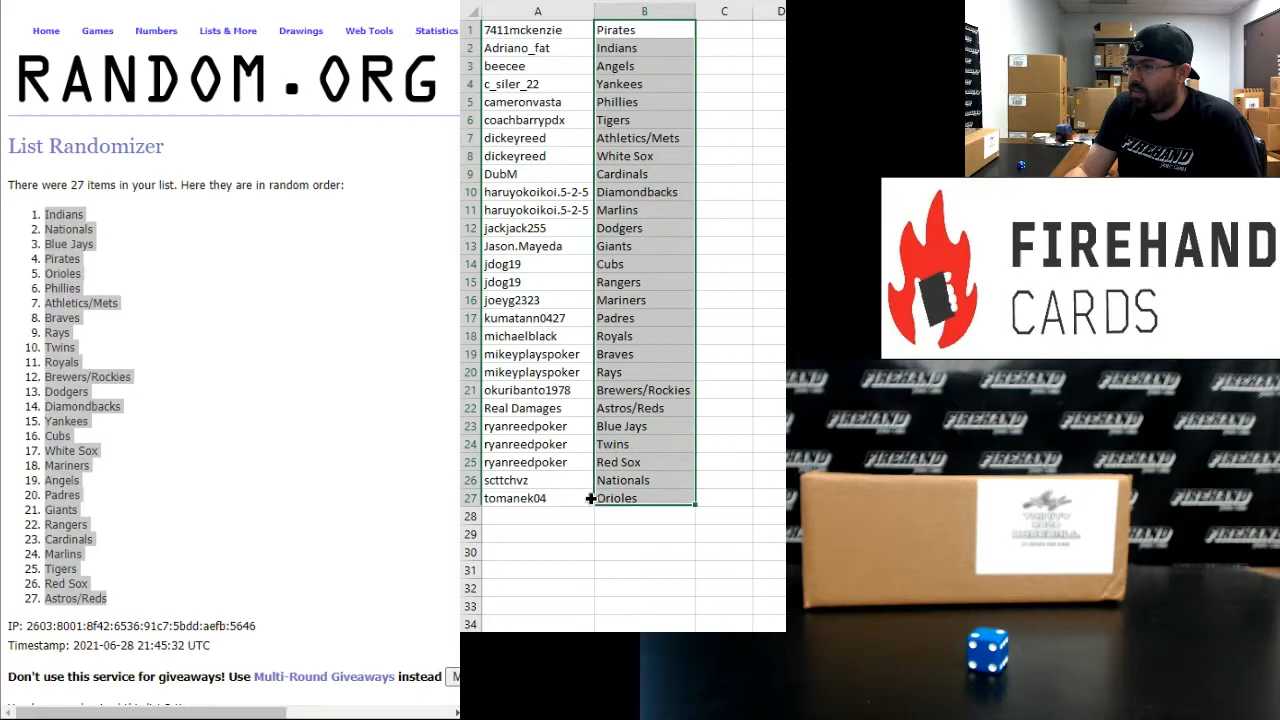 Home Games Numbers Lists & More Drawings Web Tools Statistics
RANDOM.ORG
List Randomizer
There were 27 items in your list. Here they are in random order:
1. Indians
2. Nationals
3. Blue Jays
4. Pirates
5. Orioles
6. Phillies
7. Athletics/Mets
8. Braves
9. Rays
10. Twins
11. Royals
12. Brewers/Rockies
13. Dodgers
14. Diamondbacks
15. Yankees
16. Cubs
17. White Sox
18. Mariners
19. Angels
20. Padres
21. Giants
22. Rangers
23. Cardinals
24. Marlins
25. Tigers
26. Red Sox
27. Astros/Reds
IP: 2603:8001:8f42:6536:91c7:5bdd:aefb:5646
Timestamp: 2021-06-28 21:45:32 UTC
Don't use this service for giveaways! Use Multi-Round Giveaways instead
A B C D
1 7411mckenzie Pirates
2 Adriano_fat Indians
3 beecee Angels
4 c_siler_22 Yankees
5 cameronvasta Phillies
6 coachbarrypdx Tigers
7 dickeyreed Athletics/Mets
8 dickeyreed White Sox
9 DubM Cardinals
10 haruyokoikoi.5-2-5 Diamondbacks
11 haruyokoikoi.5-2-5 Marlins
12 jackjack255 Dodgers
13 Jason.Mayeda Giants
14 jdog19 Cubs
15 jdog19 Rangers
16 joeyg2323 Mariners
17 kumatann0427 Padres
18 michaelblack Royals
19 mikeyplayspoker Braves
20 mikeyplayspoker Rays
21 okuribanto1978 Brewers/Rockies
22 Real Damages Astros/Reds
23 ryanreedpoker Blue Jays
24 ryanreedpoker Twins
25 ryanreedpoker Red Sox
26 scttchvz Nationals
27 tomanek04 Orioles
28
29
30
31
32
33
34
FIREHAND
FIREHAND
CARDS
FIREHAND FIREHAND FIREHAND
TRINITY
BASEBALL